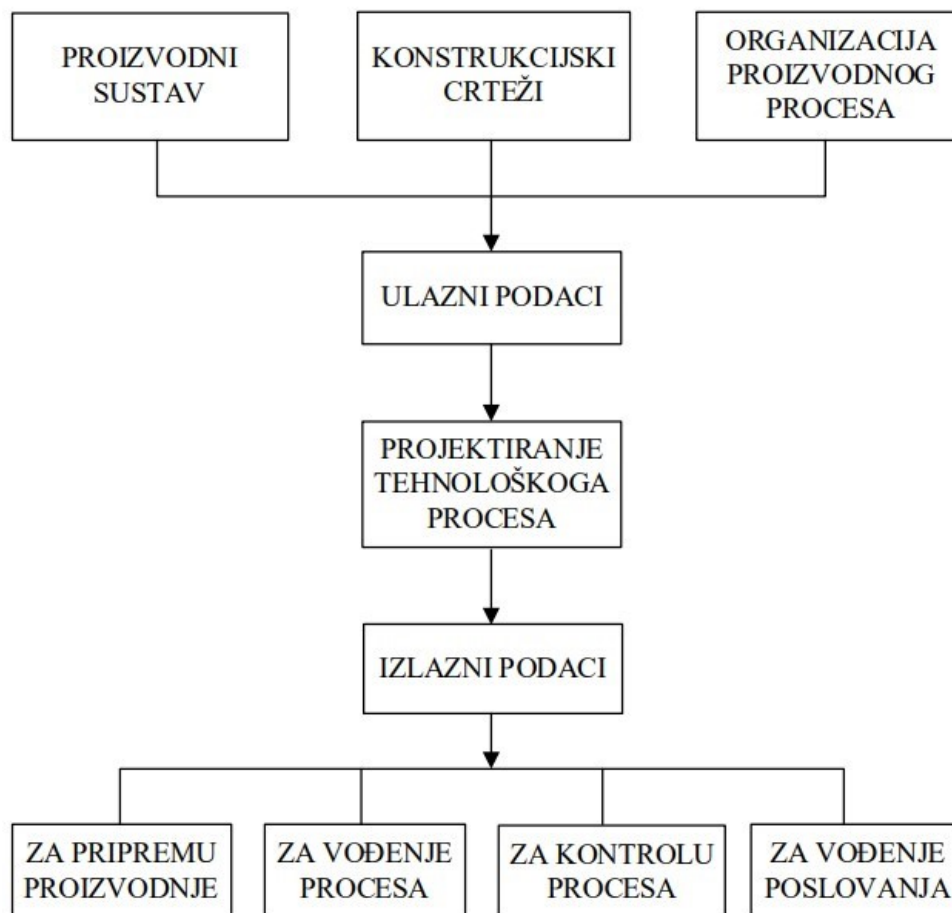 PROIZVODNI
SUSTAV
KONSTRUKCIJSKI
CRTEŽI
ORGANIZACIJA
PROIZVODNOG
PROCESA
ULAZNI PODACI
PROJEKTIRANJE
TEHNOLOŠKOGA
PROCESA
IZLAZNI PODACI
ZA PRIPREMU
PROIZVODNJE
ZA VOĐENJE
PROCESA
ZA KONTROLU
PROCESA
ZA VOĐENJE
POSLOVANJA